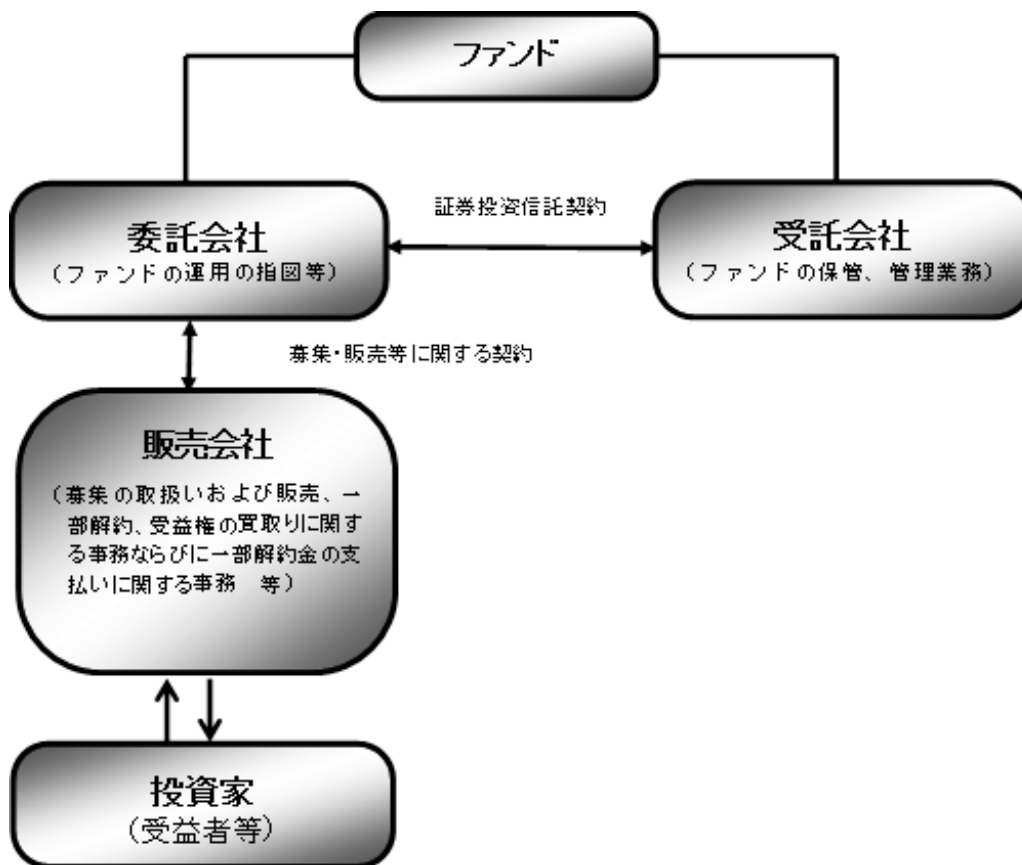 ファンド
証券投資信託契約
委託会社
(ファンドの運用の指図等)
受託会社
(ファンドの保管、管理業務)
募集・販売等に関する契約
販売会社
(募集の取扱いおよび販売、一
部解約、受益権の買取りに関す
る事務ならびに一部解約金の支
払いに関する事務　等)
投資家
(受益者等)